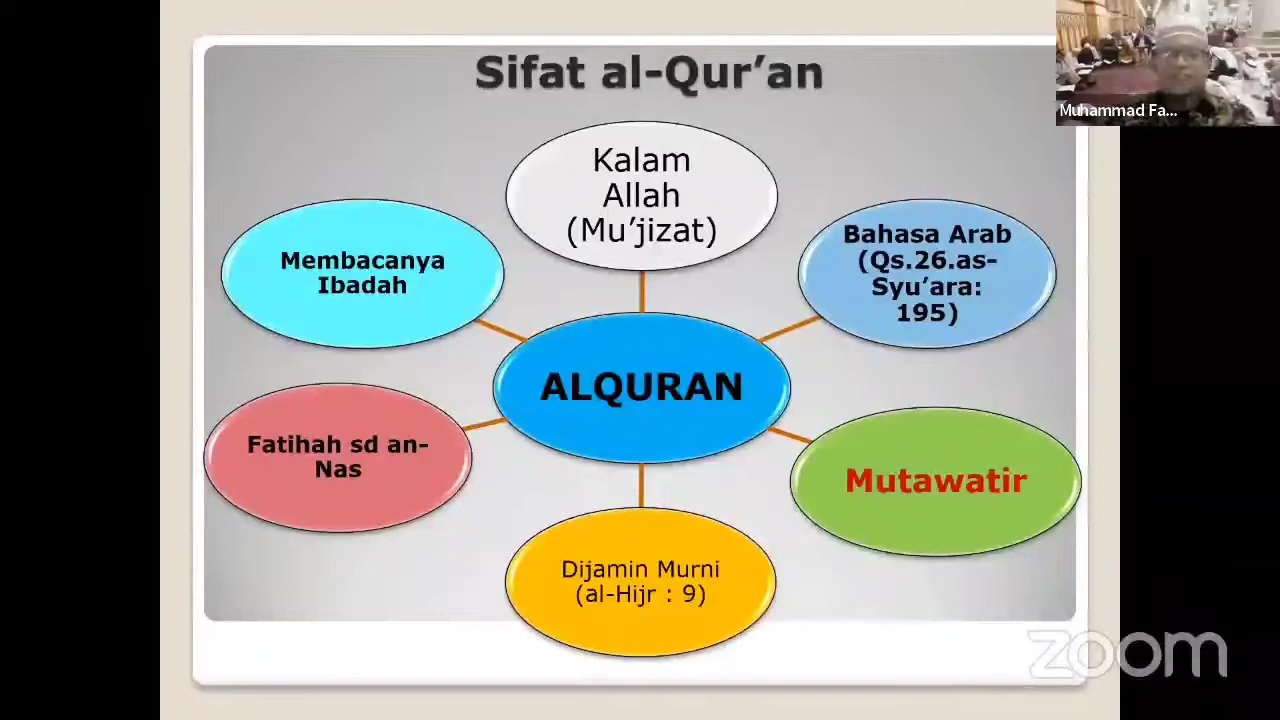 Sifat al-Qur’an
Muhammad Fa...
Kalam
Allah
(Mu’jizat)
Membacanya
Ibadah
Bahasa Arab
(Qs.26.as-
Syu’ara:
195)
ALQURAN
Fatihah sd an-
Nas
Mutawatir
Dijamin Murni
(al-Hijr : 9)
zoom